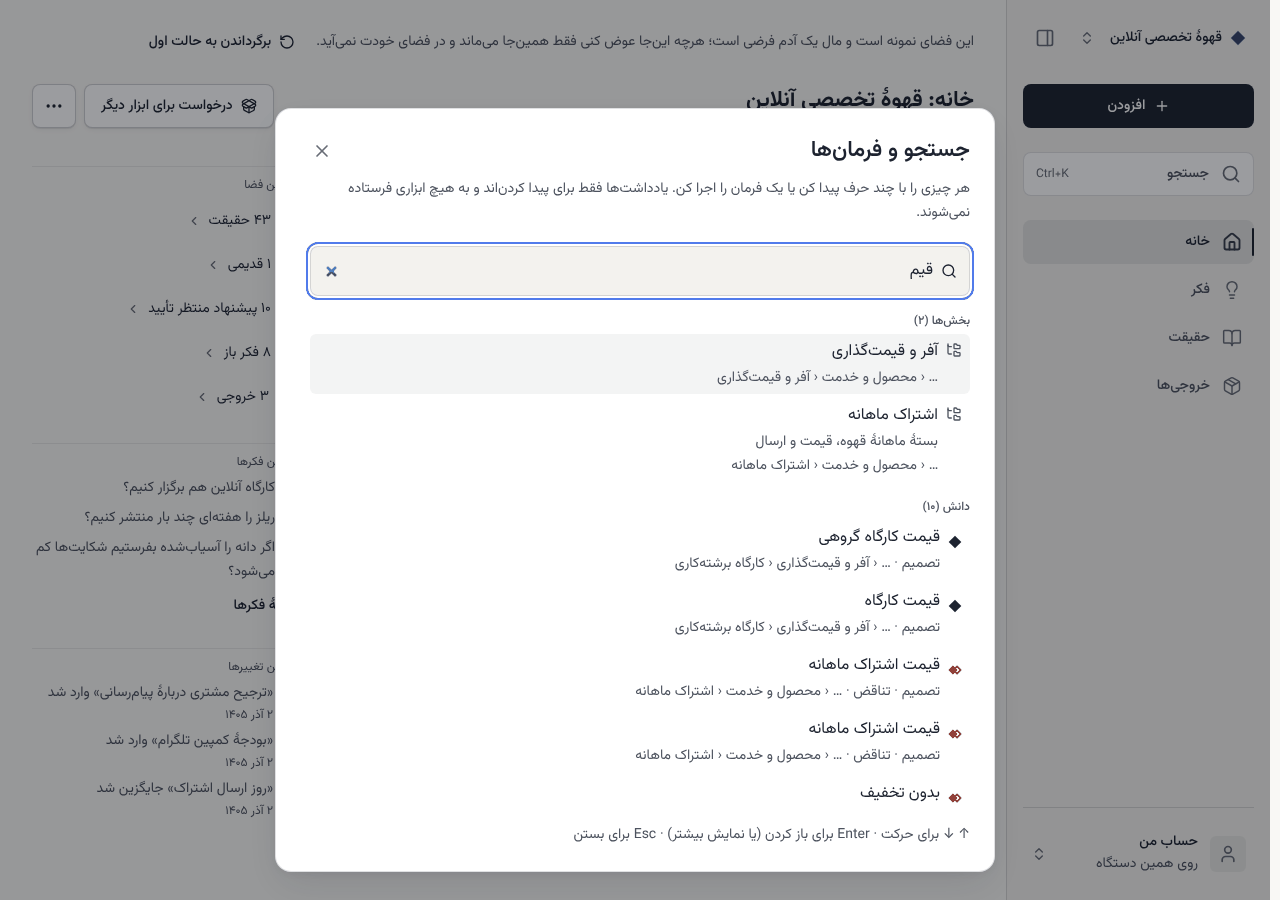 قهوهٔ تخصصی آنلاین
افزودن
جستجو
Ctrl+K
خانه
فکر
حقیقت
خروجی‌ها
حساب من
روی همین دستگاه
این فضای نمونه است و مال یک آدم فرضی است؛ هرچه این‌جا عوض کنی فقط همین‌جا می‌ماند و در فضای خودت نمی‌آید.
برگرداندن به حالت اول
خانه: قهوهٔ تخصصی آنلاین
درخواست برای ابزار دیگر
جستجو و فرمان‌ها
هر چیزی را با چند حرف پیدا کن یا یک فرمان را اجرا کن. یادداشت‌ها فقط برای پیدا کردن‌اند و به هیچ ابزاری فرستاده
نمی‌شوند.
قیم
بخش‌ها (۲)
آفر و قیمت‌گذاری
… › محصول و خدمت › آفر و قیمت‌گذاری
اشتراک ماهانه
بستهٔ ماهانهٔ قهوه، قیمت و ارسال
… › محصول و خدمت › اشتراک ماهانه
دانش (۱۰)
قیمت کارگاه گروهی
تصمیم · … › آفر و قیمت‌گذاری › کارگاه برشته‌کاری
قیمت کارگاه
تصمیم · … › آفر و قیمت‌گذاری › کارگاه برشته‌کاری
قیمت اشتراک ماهانه
تصمیم · تناقض · … › محصول و خدمت › اشتراک ماهانه
قیمت اشتراک ماهانه
تصمیم · تناقض · … › محصول و خدمت › اشتراک ماهانه
بدون تخفیف
↑ ↓ برای حرکت · Enter برای باز کردن (یا نمایش بیشتر) · Esc برای بستن
ن فضا
۴۳ حقیقت
۱ قدیمی
۱۰ پیشنهاد منتظر تأیید
۸ فکر باز
۳ خروجی
ن فکرها
کارگاه آنلاین هم برگزار کنیم؟
ریلز را هفته‌ای چند بار منتشر کنیم؟
اگر دانه را آسیاب‌شده بفرستیم شکایت‌ها کم
می‌شود؟
هٔ فکرها
ن تغییرها
«ترجیح مشتری دربارهٔ پیام‌رسانی» وارد شد
۲ آذر ۱۴۰۵
«بودجهٔ کمپین تلگرام» وارد شد
۲ آذر ۱۴۰۵
«روز ارسال اشتراک» جایگزین شد
۲ آذر ۱۴۰۵